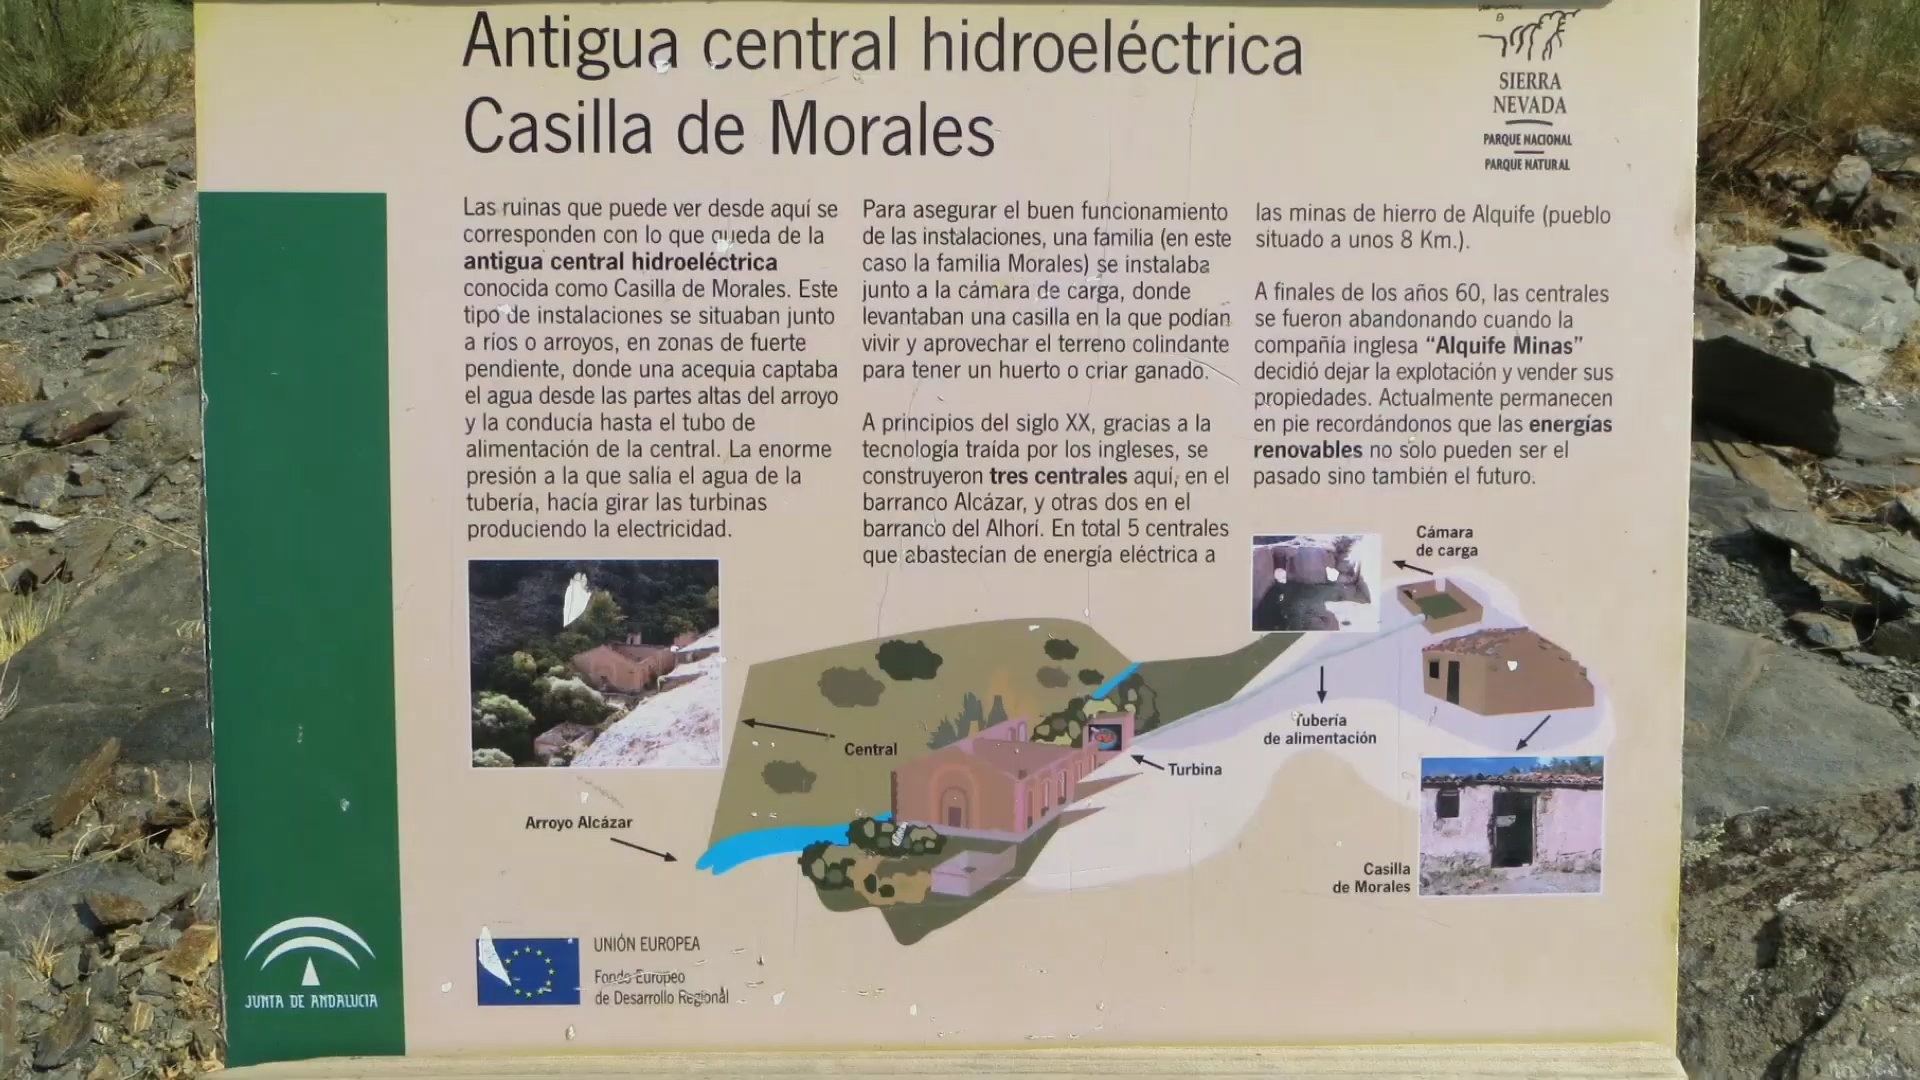 Antigua central hidroeléctrica
Casilla de Morales
SIERRA
NEVADA
PARQUE NACIONAL
PARQUE NATURAL
Las ruinas que puede ver desde aquí se
corresponden con lo que queda de la
antigua central hidroeléctrica
conocida como Casilla de Morales. Este
tipo de instalaciones se situaban junto
a ríos o arroyos, en zonas de fuerte
pendiente, donde una acequia captaba
el agua desde las partes altas del arroyo
y la conducía hasta el tubo de
alimentación de la central. La enorme
presión a la que salía el agua de la
tubería, hacía girar las turbinas
produciendo la electricidad.
Para asegurar el buen funcionamiento
de las instalaciones, una familia (en este
caso la familia Morales) se instalaba
junto a la cámara de carga, donde
levantaban una casilla en la que podían
vivir y aprovechar el terreno colindante
para tener un huerto o criar ganado.
A principios del siglo XX, gracias a la
tecnología traída por los ingleses, se
construyeron tres centrales aquí, en el
barranco Alcázar, y otras dos en el
barranco del Alhorí. En total 5 centrales
que abastecían de energía eléctrica a
las minas de hierro de Alquife (pueblo
situado a unos 8 Km.).
A finales de los años 60, las centrales
se fueron abandonando cuando la
compañía inglesa “Alquife Minas”
decidió dejar la explotación y vender sus
propiedades. Actualmente permanecen
en pie recordándonos que las energías
renovables no sólo pueden ser el
pasado sino también el futuro.
Cámara
de carga
Tubería
de alimentación
Central
Turbina
Arroyo Alcázar
Casilla
de Morales
UNIÓN EUROPEA
Fondo Europeo
de Desarrollo Regional
JUNTA DE ANDALUCIA